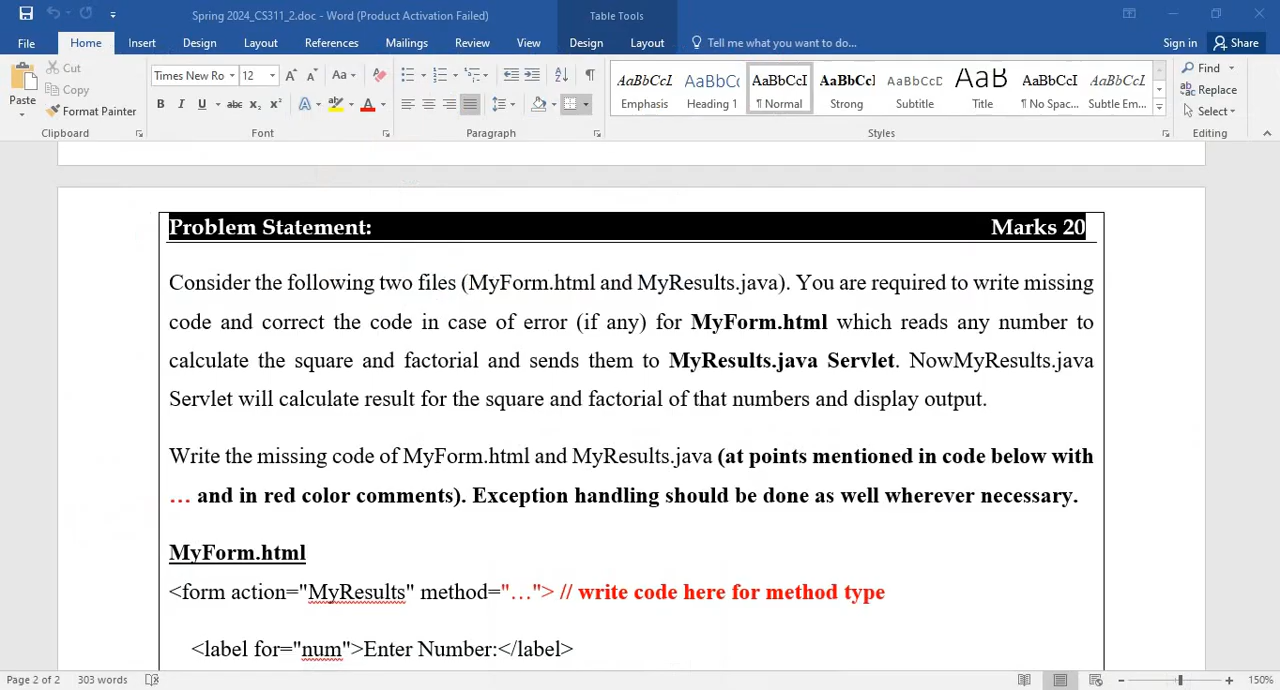 Spring 2024_CS311_2.doc - Word (Product Activation Failed)
Table Tools
File Home Insert Design Layout References Mailings Review View Design Layout Tell me what you want to do... Sign in Share
Paste
Cut
Copy
Format Painter
Clipboard
Times New Ro 12
Font
Paragraph
AaBbCcI Emphasis
AaBbCc Heading 1
AaBbCcI ¶ Normal
AaBbCcI Strong
AaBbCcD Subtitle
AaB Title
AaBbCcI ¶ No Spac...
AaBbCcI Subtle Em...
Styles
Find
Replace
Select
Editing
Problem Statement: Marks 20
Consider the following two files (MyForm.html and MyResults.java). You are required to write missing
code and correct the code in case of error (if any) for MyForm.html which reads any number to
calculate the square and factorial and sends them to MyResults.java Servlet. NowMyResults.java
Servlet will calculate result for the square and factorial of that numbers and display output.
Write the missing code of MyForm.html and MyResults.java (at points mentioned in code below with
… and in red color comments). Exception handling should be done as well wherever necessary.
MyForm.html
<form action="MyResults" method="…"> // write code here for method type
<label for="num">Enter Number:</label>
Page 2 of 2 303 words 150%